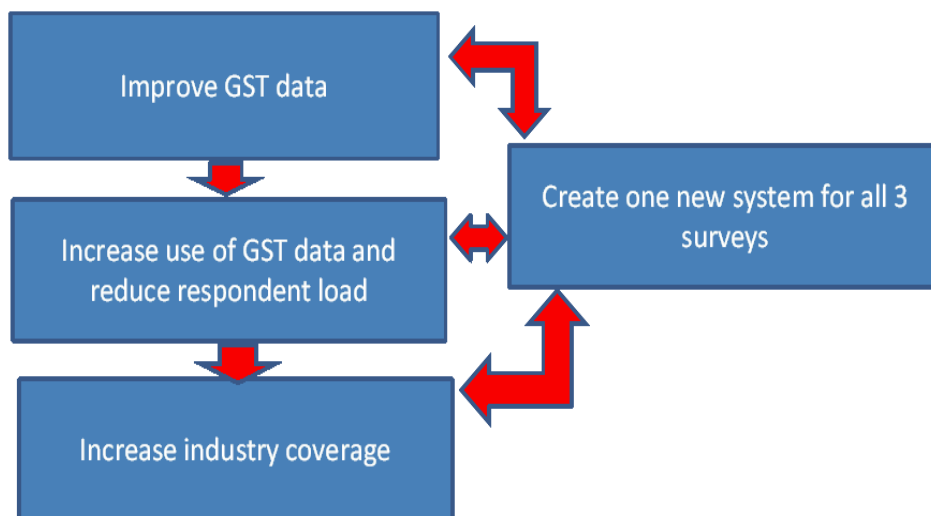 Improve GST data
Create one new system for all 3
surveys
Increase use of GST data and
reduce respondent load
Increase industry coverage